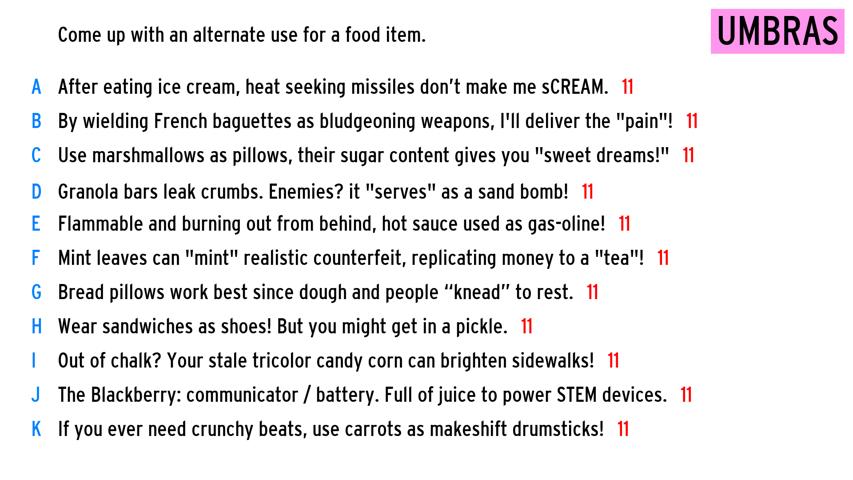 Come up with an alternate use for a food item.
UMBRAS
A After eating ice cream, heat seeking missiles don't make me sCREAM. 11
B By wielding French baguettes as bludgeoning weapons, I'll deliver the "pain"! 11
C Use marshmallows as pillows, their sugar content gives you "sweet dreams!" 11
D Granola bars leak crumbs. Enemies? it "serves" as a sand bomb! 11
E Flammable and burning out from behind, hot sauce used as gas-oline! 11
F Mint leaves can "mint" realistic counterfeit, replicating money to a "tea"! 11
G Bread pillows work best since dough and people “knead” to rest. 11
H Wear sandwiches as shoes! But you might get in a pickle. 11
I Out of chalk? Your stale tricolor candy corn can brighten sidewalks! 11
J The Blackberry: communicator / battery. Full of juice to power STEM devices. 11
K If you ever need crunchy beats, use carrots as makeshift drumsticks! 11